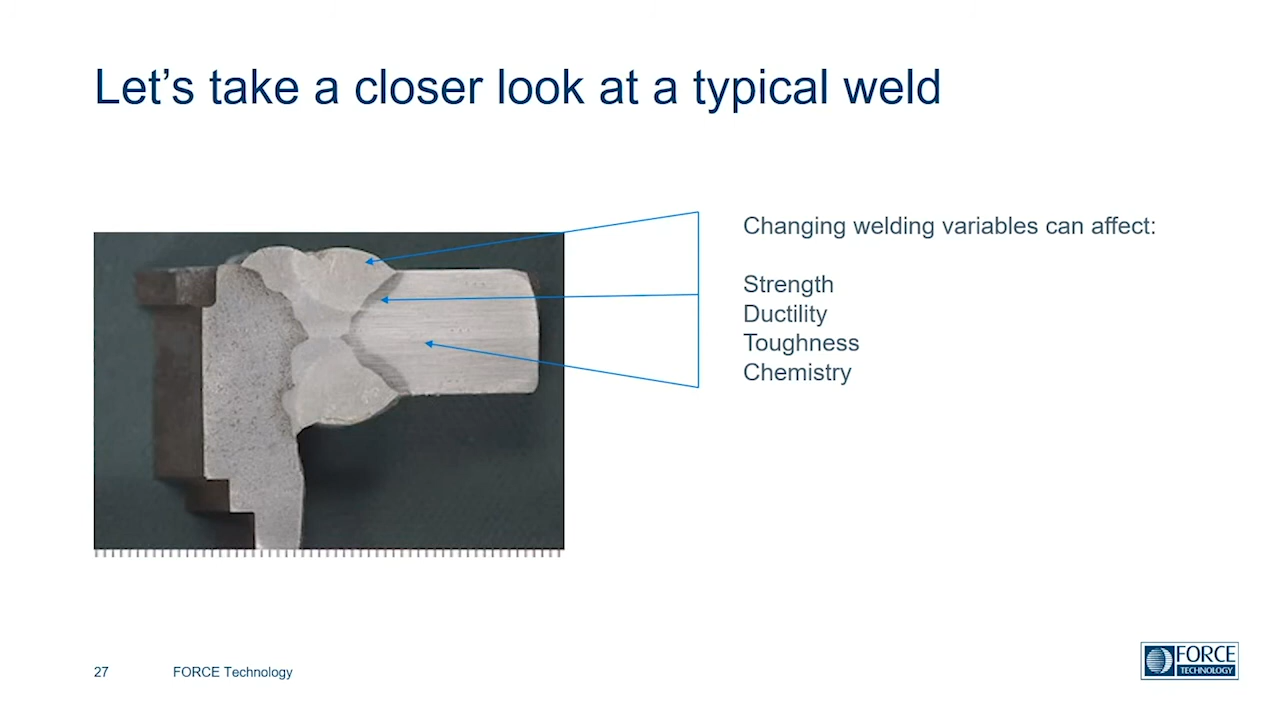 Let's take a closer look at a typical weld
Changing welding variables can affect:
Strength
Ductility
Toughness
Chemistry
27
FORCE Technology
FORCE
TECHNOLOGY